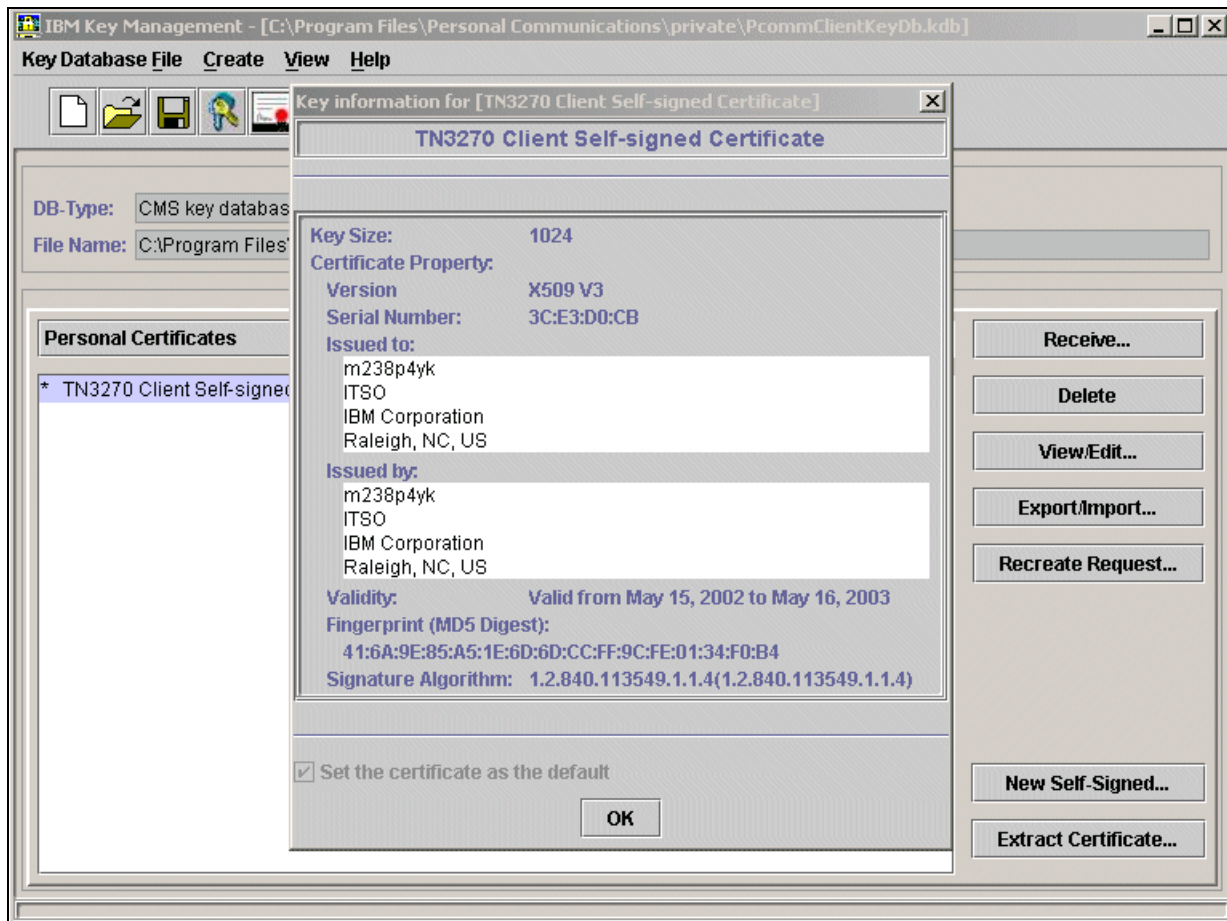 IBM Key Management - [C:\Program Files\Personal Communications\private\PcommClientKeyDb.kdb]
Key Database File Create View Help
Key information for [TN3270 Client Self-signed Certificate]
TN3270 Client Self-signed Certificate
DB-Type: CMS key databas
File Name: C:\Program Files\
Key Size: 1024
Certificate Property:
Version X509 V3
Serial Number: 3C:E3:D0:CB
Issued to:
m238p4yk
ITSO
IBM Corporation
Raleigh, NC, US
Issued by:
m238p4yk
ITSO
IBM Corporation
Raleigh, NC, US
Validity: Valid from May 15, 2002 to May 16, 2003
Fingerprint (MD5 Digest):
41:6A:9E:85:A5:1E:6D:6D:CC:FF:9C:FE:01:34:F0:B4
Signature Algorithm: 1.2.840.113549.1.1.4(1.2.840.113549.1.1.4)
Set the certificate as the default
OK
Personal Certificates
* TN3270 Client Self-signed
Receive...
Delete
View/Edit...
Export/Import...
Recreate Request...
New Self-Signed...
Extract Certificate...